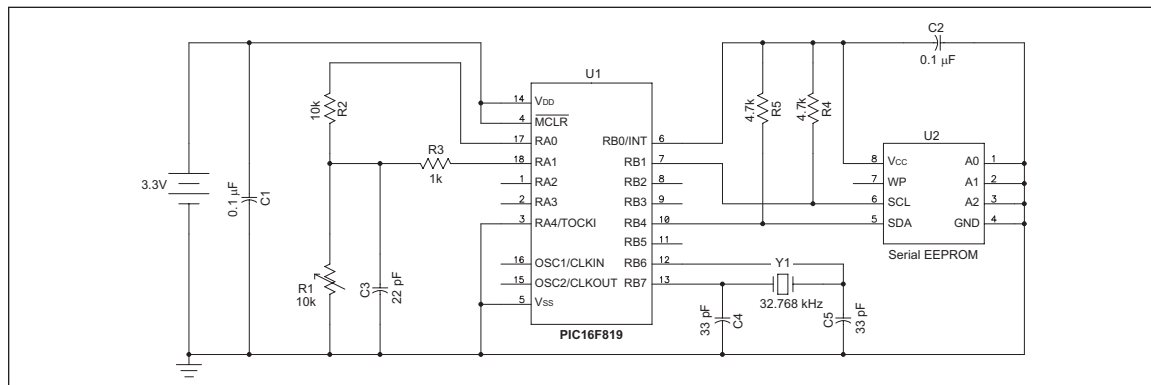 C2
0.1 µF
U1
10k
R2
4.7k
R5
4.7k
R4
14 VDD
4 MCLR
17 RA0
RB0/INT 6
U2
R3
1k
18 RA1
RB1 7
8 VCC
A0 1
3.3V
0.1 µF
C1
1 RA2
RB2 8
7 WP
A1 2
2 RA3
RB3 9
6 SCL
A2 3
3 RA4/TOCKI
RB4 10
5 SDA
GND 4
RB5 11
Serial EEPROM
16 OSC1/CLKIN
RB6 12
Y1
R1
10k
C3
22 pF
15 OSC2/CLKOUT
RB7 13
32.768 kHz
5 VSS
33 pF
C4
C5
33 pF
PIC16F819